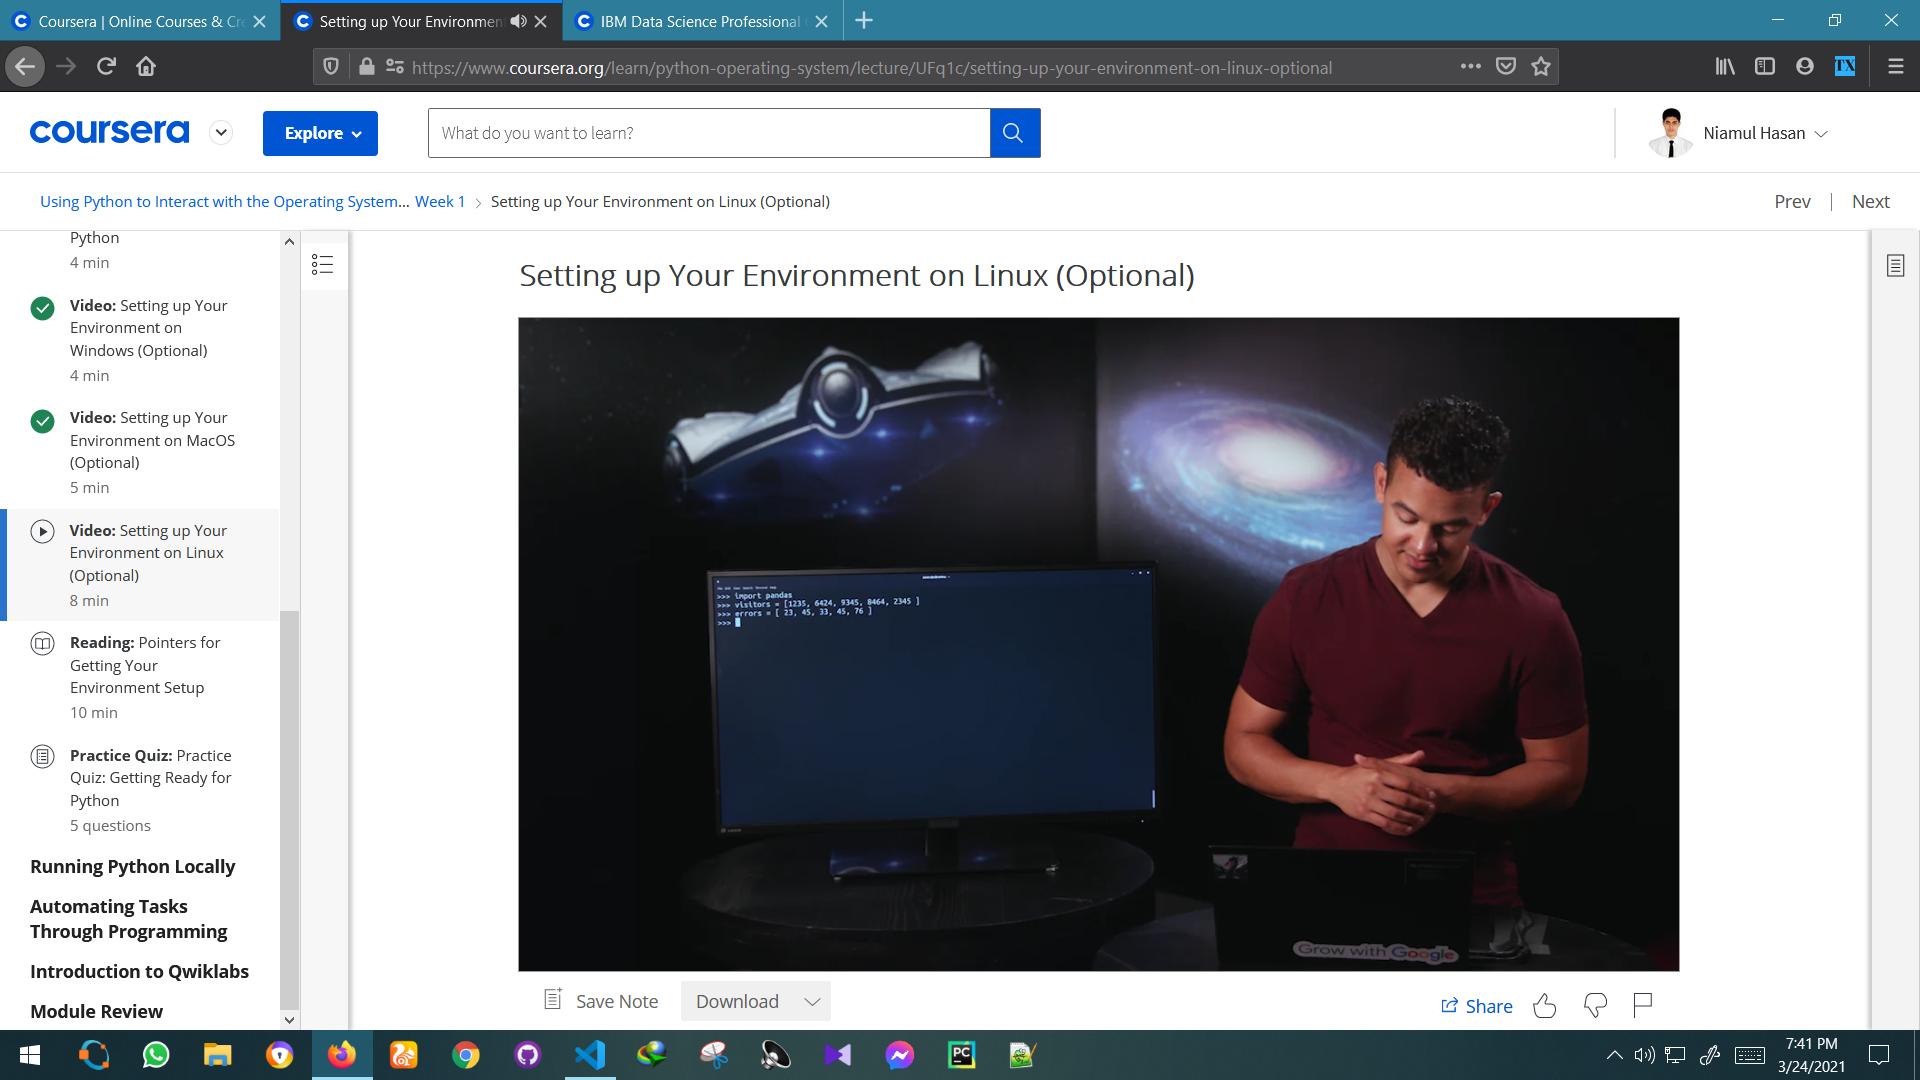 Coursera | Online Courses & Cre
Setting up Your Environmen
IBM Data Science Professional
https://www.coursera.org/learn/python-operating-system/lecture/UFq1c/setting-up-your-environment-on-linux-optional
TX
coursera
Explore
What do you want to learn?
Niamul Hasan
Using Python to Interact with the Operating System... Week 1 > Setting up Your Environment on Linux (Optional)
Prev | Next
Python
4 min
Video: Setting up Your
Environment on
Windows (Optional)
4 min
Video: Setting up Your
Environment on MacOS
(Optional)
5 min
Video: Setting up Your
Environment on Linux
(Optional)
8 min
Reading: Pointers for
Getting Your
Environment Setup
10 min
Practice Quiz: Practice
Quiz: Getting Ready for
Python
5 questions
Running Python Locally
Automating Tasks
Through Programming
Introduction to Qwiklabs
Module Review
Setting up Your Environment on Linux (Optional)
>>> import pandas
>>> visitors = [1235, 6424, 9345, 8464, 2345 ]
>>> errors = [ 23, 45, 33, 45, 76 ]
>>>
Grow with Google
Save Note
Download
Share
PC
7:41 PM
3/24/2021